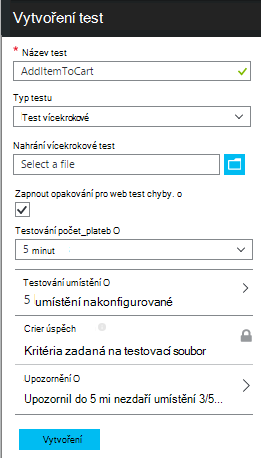 Vytvoření test
* Název test
AddItemToCart
Typ testu
Test vícekrokové
Nahrání vícekrokové test
Select a file
Zapnout opakování pro web test chyby. o
Testování počet_plateb O
5 minut
Testování umístění O
5 umístění nakonfigurované
Crier úspěch
Kritéria zadaná na testovací soubor
Upozornění O
Upozornil do 5 mi nezdaří umístění 3/5...
Vytvoření